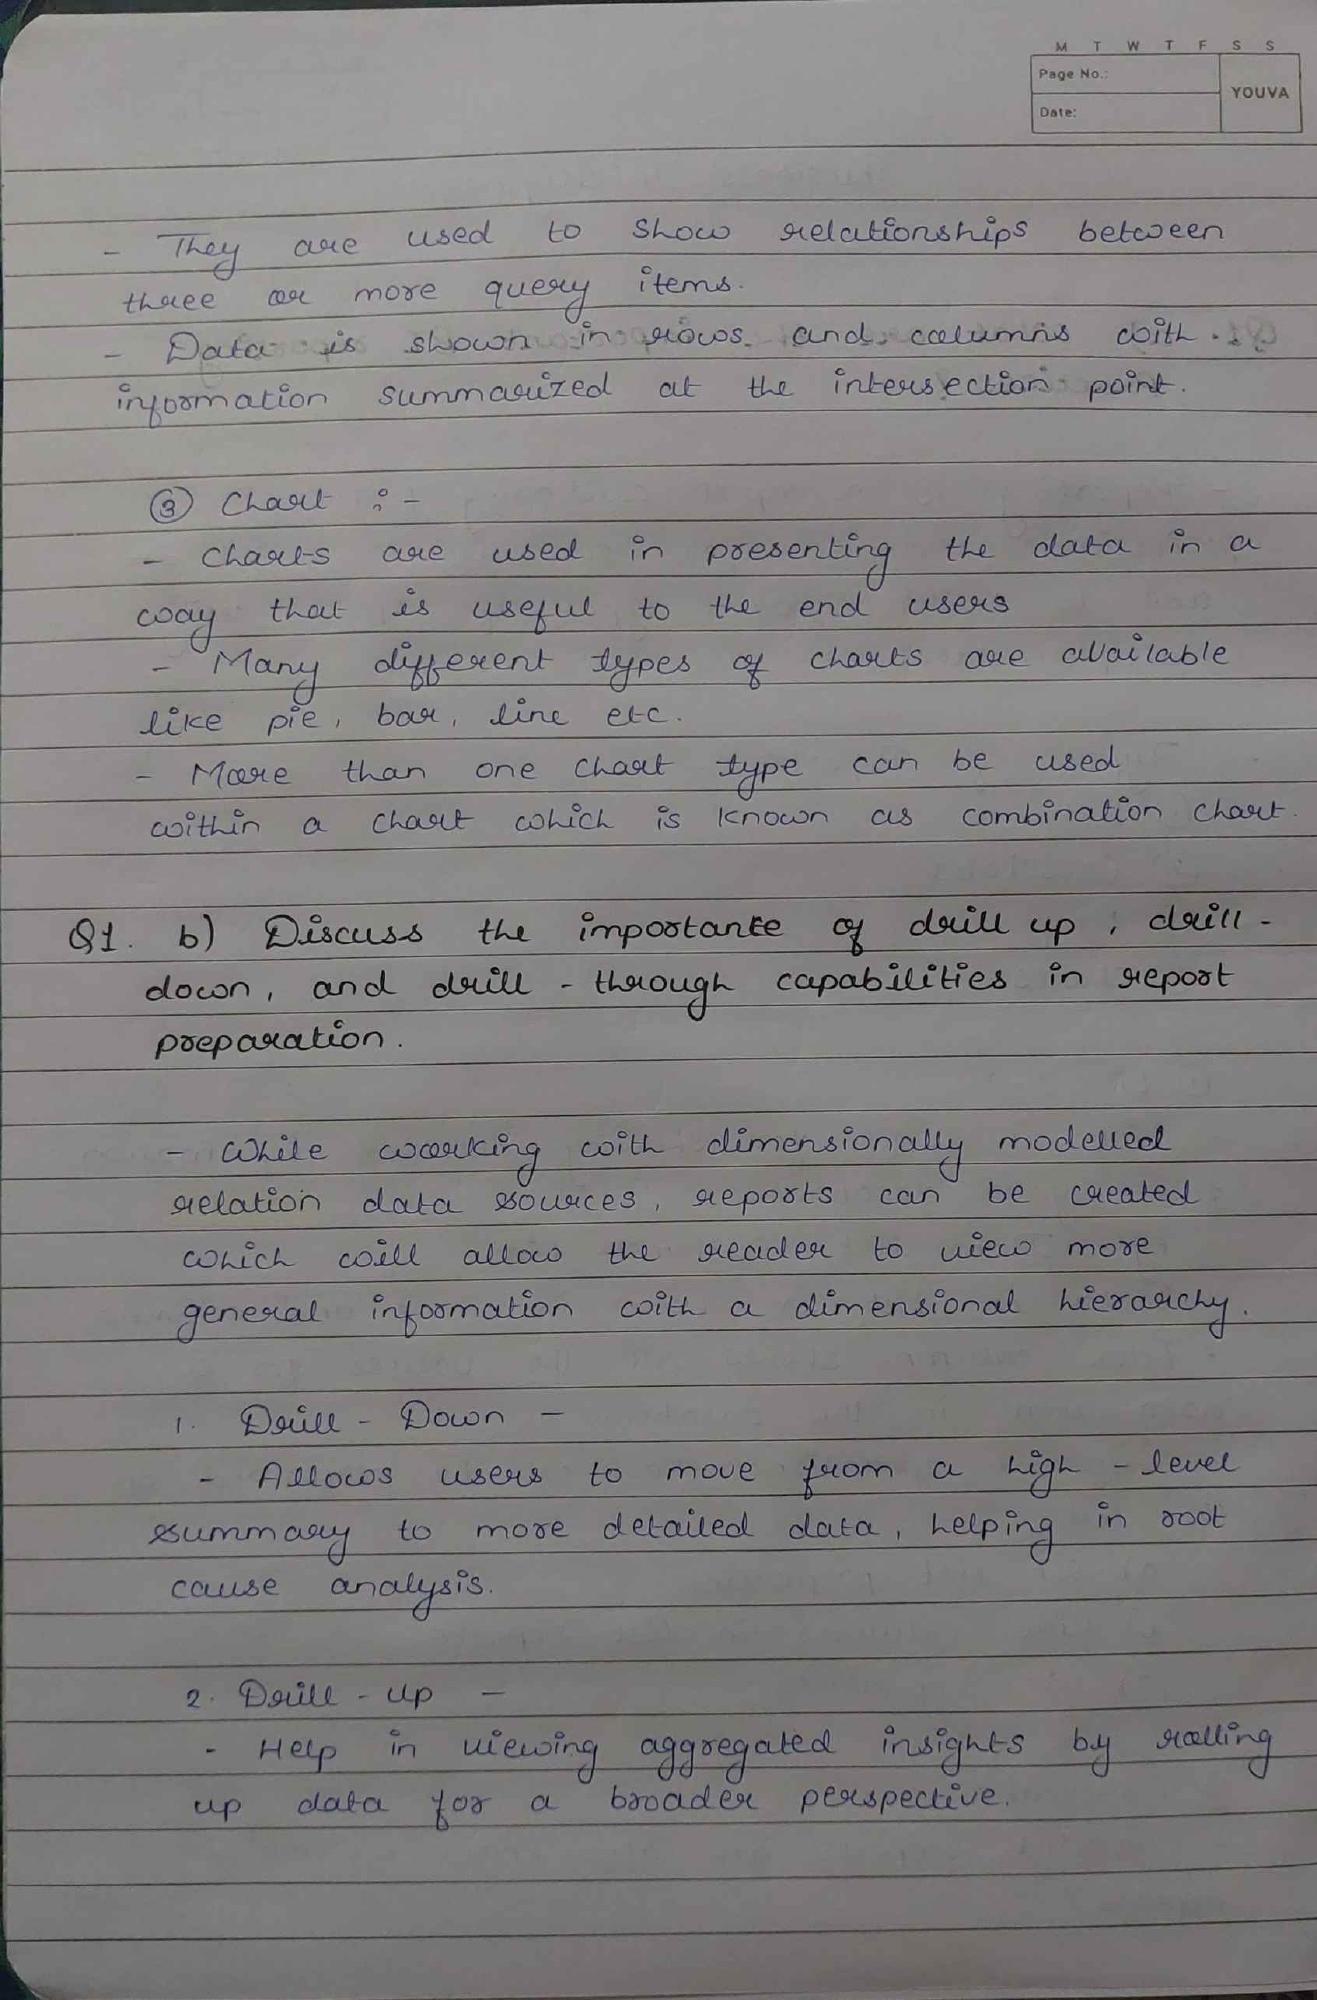 M T W T F S S
Page No.:
YOUVA
Date:
- They are used to show relationships between
three or more query items.
- Data is shown in rows and columns with
information summarized at the intersection point.
③ Chart :-
- Charts are used in presenting the data in a
way that is useful to the end users
- Many different types of charts are available
like pie, bar, line etc.
- More than one chart type can be used
within a chart which is known as combination chart.
Q1. b) Discuss the importante of drill up, drill-
down, and drill-through capabilities in report
preparation.
- While working with dimensionally modelled
relation data sources, reports can be created
which will allow the reader to view more
general information with a dimensional hierarchy.
1. Drill-Down -
- Allows users to move from a high-level
summary to more detailed data, helping in root
cause analysis.
2. Drill-up -
- Help in viewing aggregated insights by rolling
up data for a broader perspective.